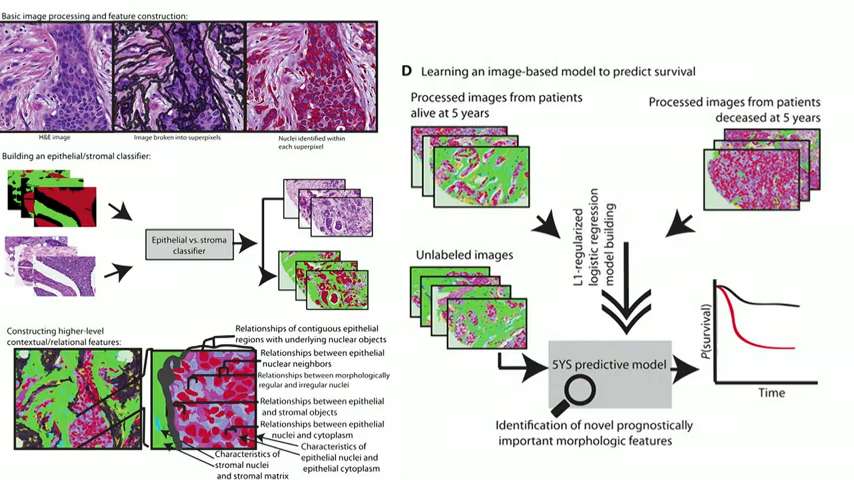 Basic image processing and feature construction:
H&E image
Image broken into superpixels
Nuclei identified within
each superpixel
Building an epithelial/stromal classifier:
Epithelial vs. stroma
classifier
Constructing higher-level
contextual/relational features:
Relationships of contiguous epithelial
regions with underlying nuclear objects
Relationships between epithelial
nuclear neighbors
Relationships between morphologically
regular and irregular nuclei
Relationships between epithelial
and stromal objects
Relationships between epithelial
nuclei and cytoplasm
Characteristics of
epithelial nuclei and
epithelial cytoplasm
Characteristics of
stromal nuclei
and stromal matrix
D Learning an image-based model to predict survival
Processed images from patients
alive at 5 years
Processed images from patients
deceased at 5 years
L1-regularized
logistic regression
model building
Unlabeled images
5YS predictive model
P(survival)
Time
Identification of novel prognostically
important morphologic features